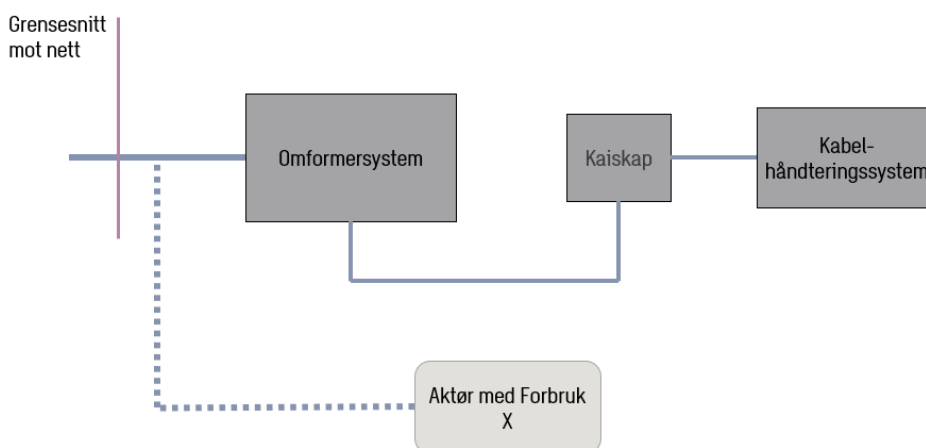 Grensesnitt
mot nett
Omformersystem
Kaiskap
Kabel-
håndteringssystem
Aktør med Forbruk
X